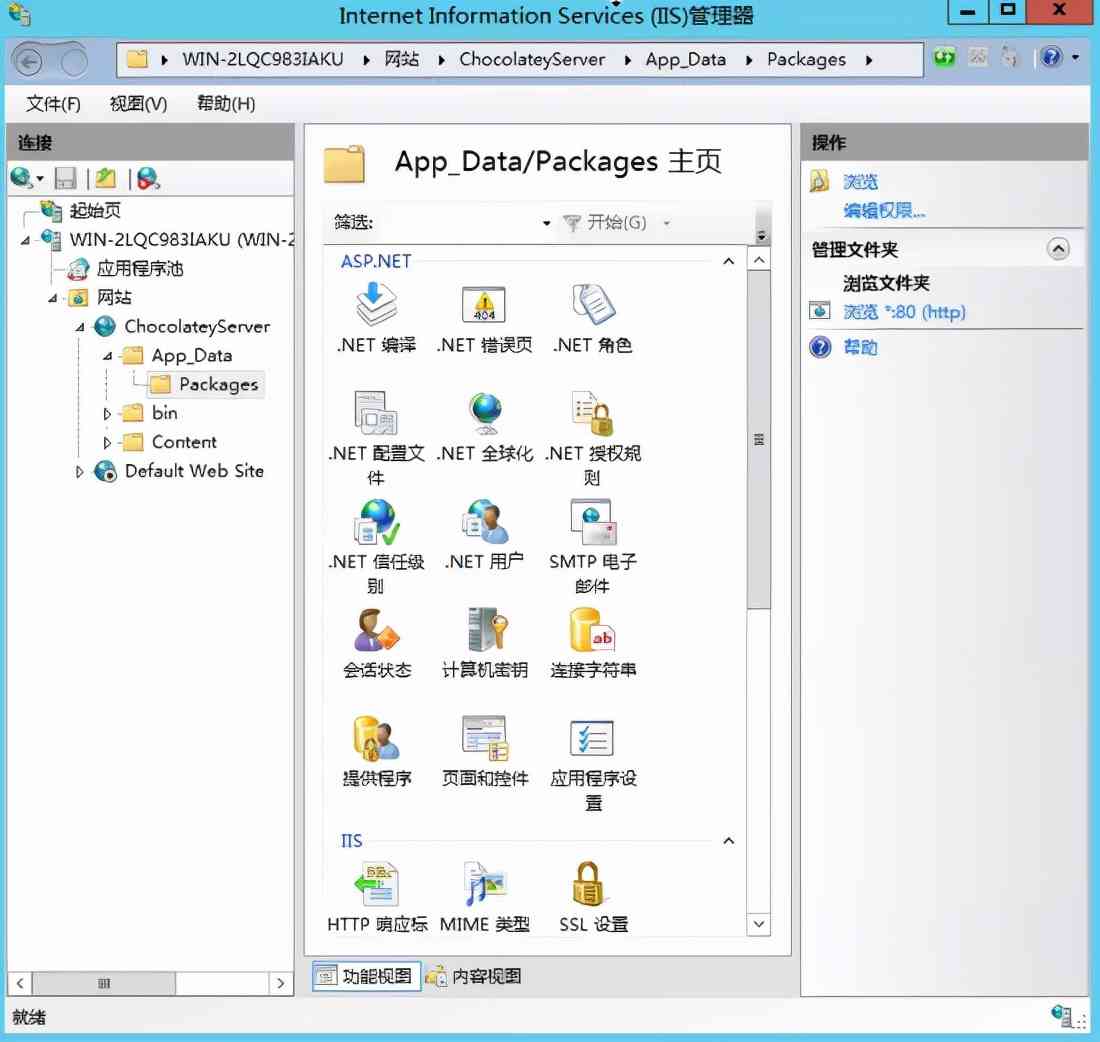 Internet Information Services (IIS)管理器
WIN-2LQC983IAKU 网站 ChocolateyServer App_Data Packages
文件(F) 视图(V) 帮助(H)
连接
起始页
WIN-2LQC983IAKU (WIN-2
应用程序池
网站
ChocolateyServer
App_Data
Packages
bin
Content
Default Web Site
App_Data/Packages 主页
筛选: 开始(G)
ASP.NET
.NET 编译 .NET 错误页 .NET 角色
.NET 配置文 .NET 全球化 .NET 授权规
件 则
.NET 信任级 .NET 用户 SMTP 电子
别 邮件
会话状态 计算机密钥 连接字符串
提供程序 页面和控件 应用程序设
置
IIS
HTTP 响应标 MIME 类型 SSL 设置
功能视图 内容视图
操作
浏览
编辑权限...
管理文件夹
浏览文件夹
浏览 *:80 (http)
帮助
就绪